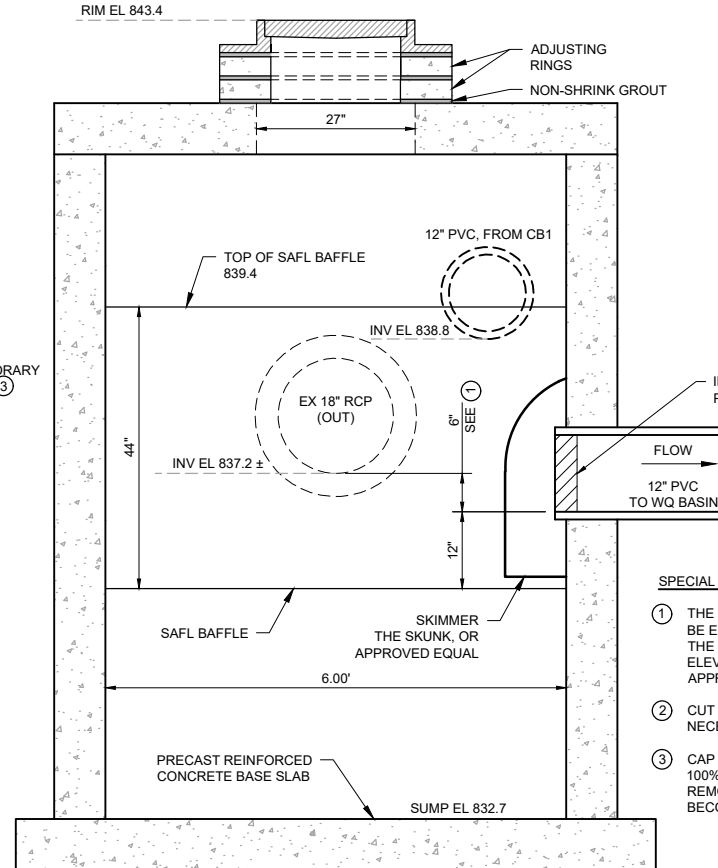 RIM EL 843.4
ADJUSTING
RINGS
NON-SHRINK GROUT
27"
12" PVC, FROM CB1
TOP OF SAFL BAFFLE
839.4
INV EL 838.8
ORARY
3
EX 18" RCP
(OUT)
6"
SEE 1
44"
INV EL 837.2 ±
FLOW
12" PVC
TO WQ BASIN
12"
SAFL BAFFLE
SKIMMER
THE SKUNK, OR
APPROVED EQUAL
6.00'
PRECAST REINFORCED
CONCRETE BASE SLAB
SUMP EL 832.7
SPECIAL
1 THE
BE E
THE
ELEV
APPR
2 CUT
NECE
3 CAP
100%
REMO
BECO